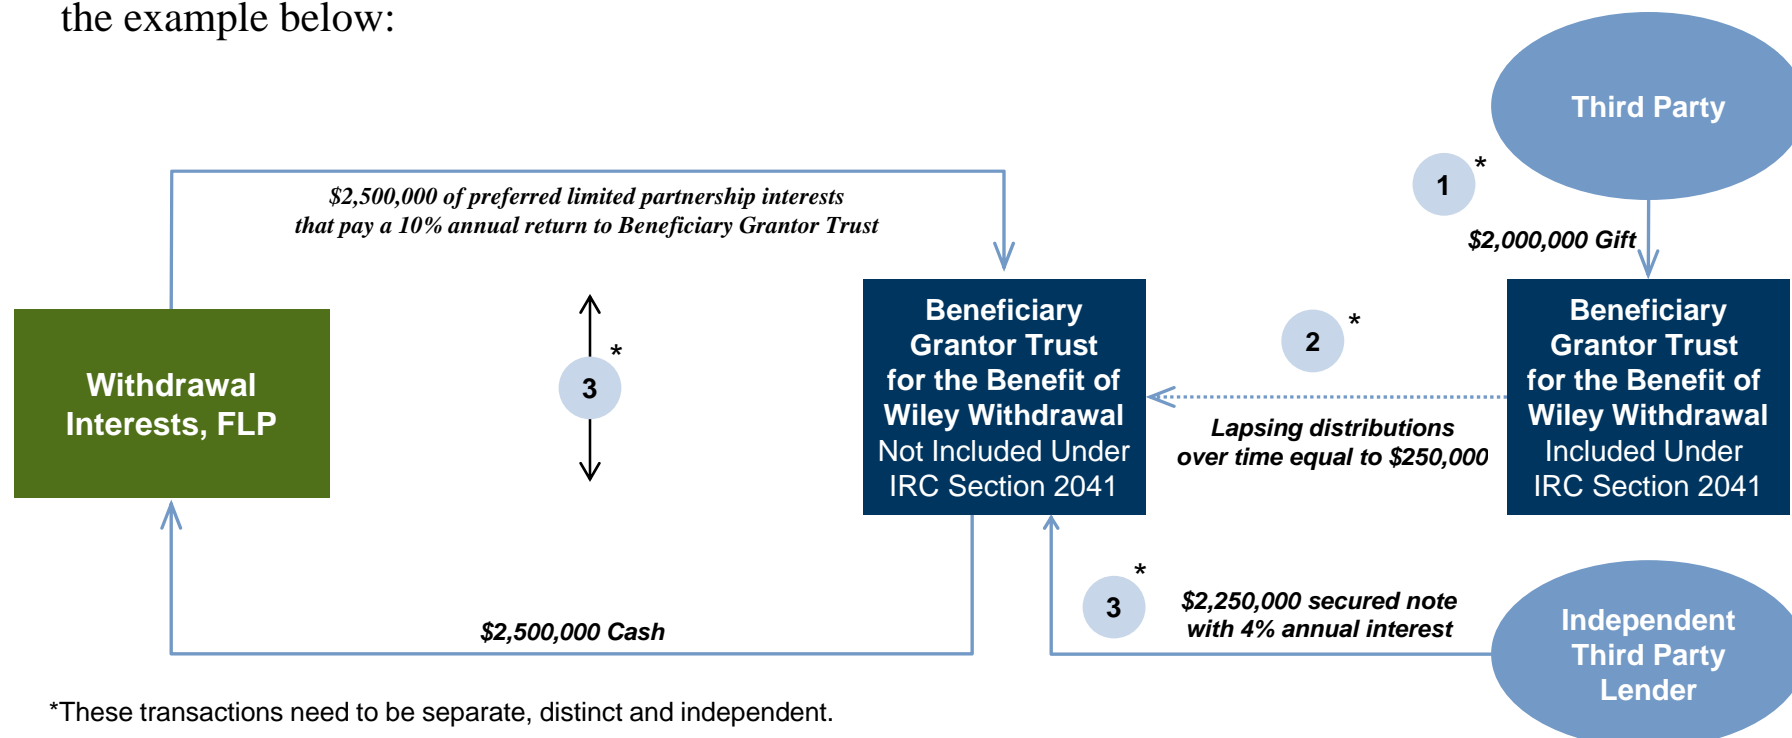 the example below:
Third Party
1
*
$2,000,000 Gift
$2,500,000 of preferred limited partnership interests
that pay a 10% annual return to Beneficiary Grantor Trust
Withdrawal
Interests, FLP
3
*
Beneficiary
Grantor Trust
for the Benefit of
Wiley Withdrawal
Not Included Under
IRC Section 2041
2
*
Lapsing distributions
over time equal to $250,000
Beneficiary
Grantor Trust
for the Benefit of
Wiley Withdrawal
Included Under
IRC Section 2041
$2,500,000 Cash
3
*
$2,250,000 secured note
with 4% annual interest
Independent
Third Party
Lender
*These transactions need to be separate, distinct and independent.